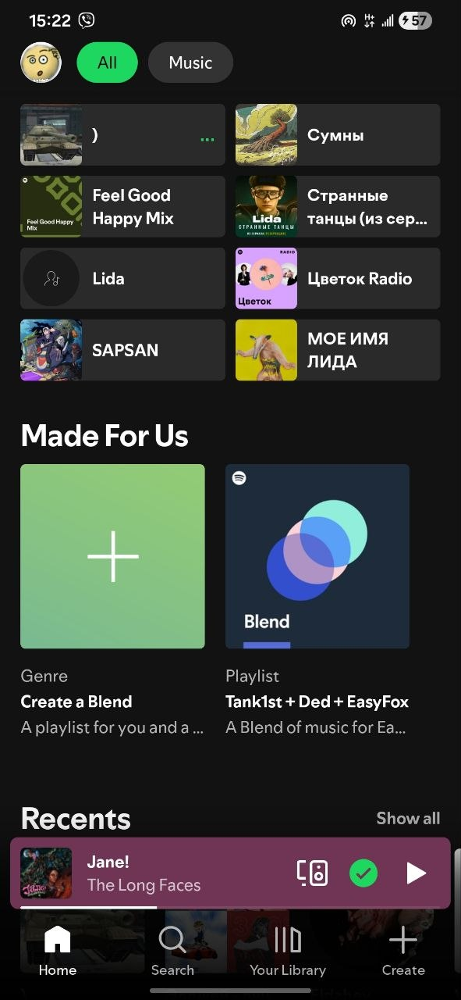 15:22
57
All
Music
)
...
Сумны
Feel Good Happy Mix
Feel Good
Happy Mix
Lida
СТРАННЫЕ ТАНЦЫ
Странные
танцы (из сер...
Lida
RADIO
Цветок
Цветок Radio
SAPSAN
МОЕ ИМЯ
ЛИДА
Made For Us
Blend
Genre
Create a Blend
A playlist for you and a ...
Playlist
Tank1st + Ded + EasyFox
A Blend of music for Ea...
Recents
Show all
Jane!
Jane!
The Long Faces
Home
Search
Your Library
Create